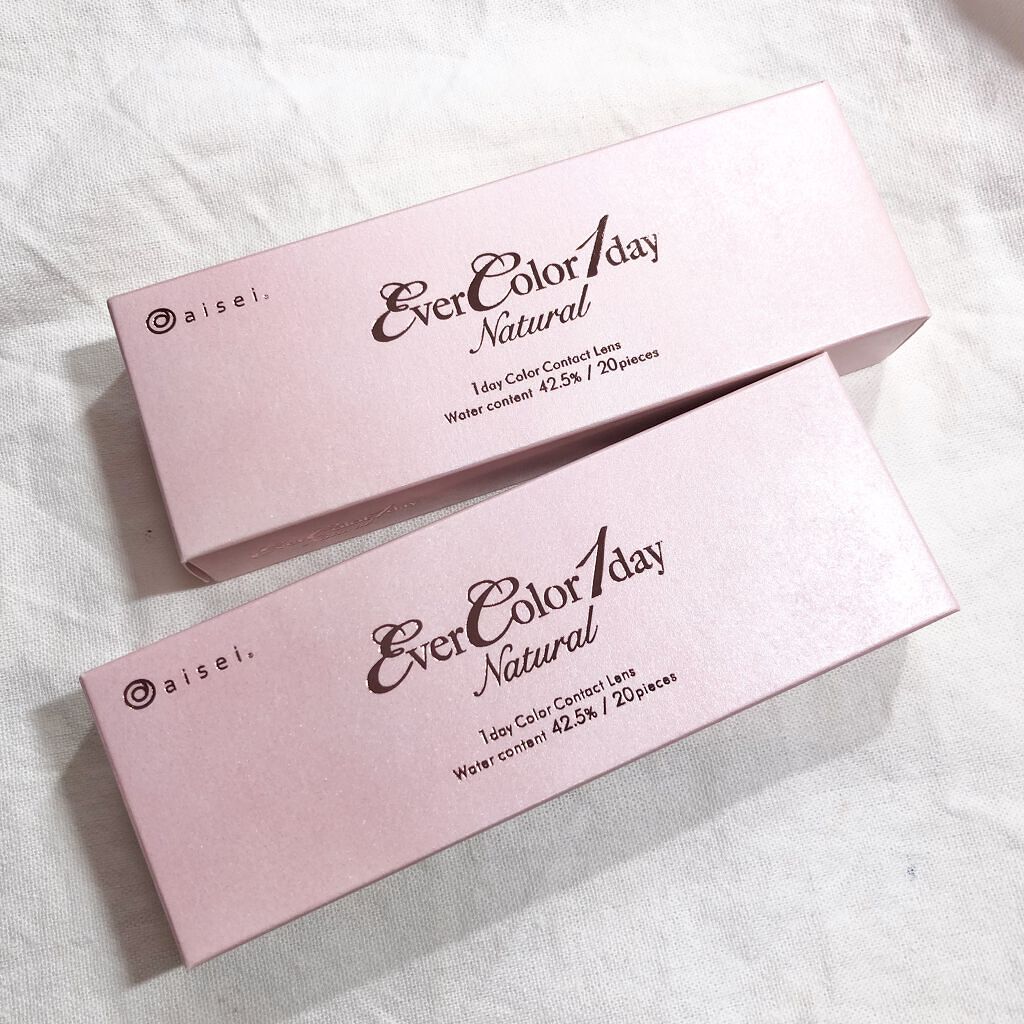 aisei
EverColor1day
Natural
1day Color Contact Lens
Water content 42.5% / 20pieces
aisei
EverColor1day
Natural
1day Color Contact Lens
Water content 42.5% / 20pieces